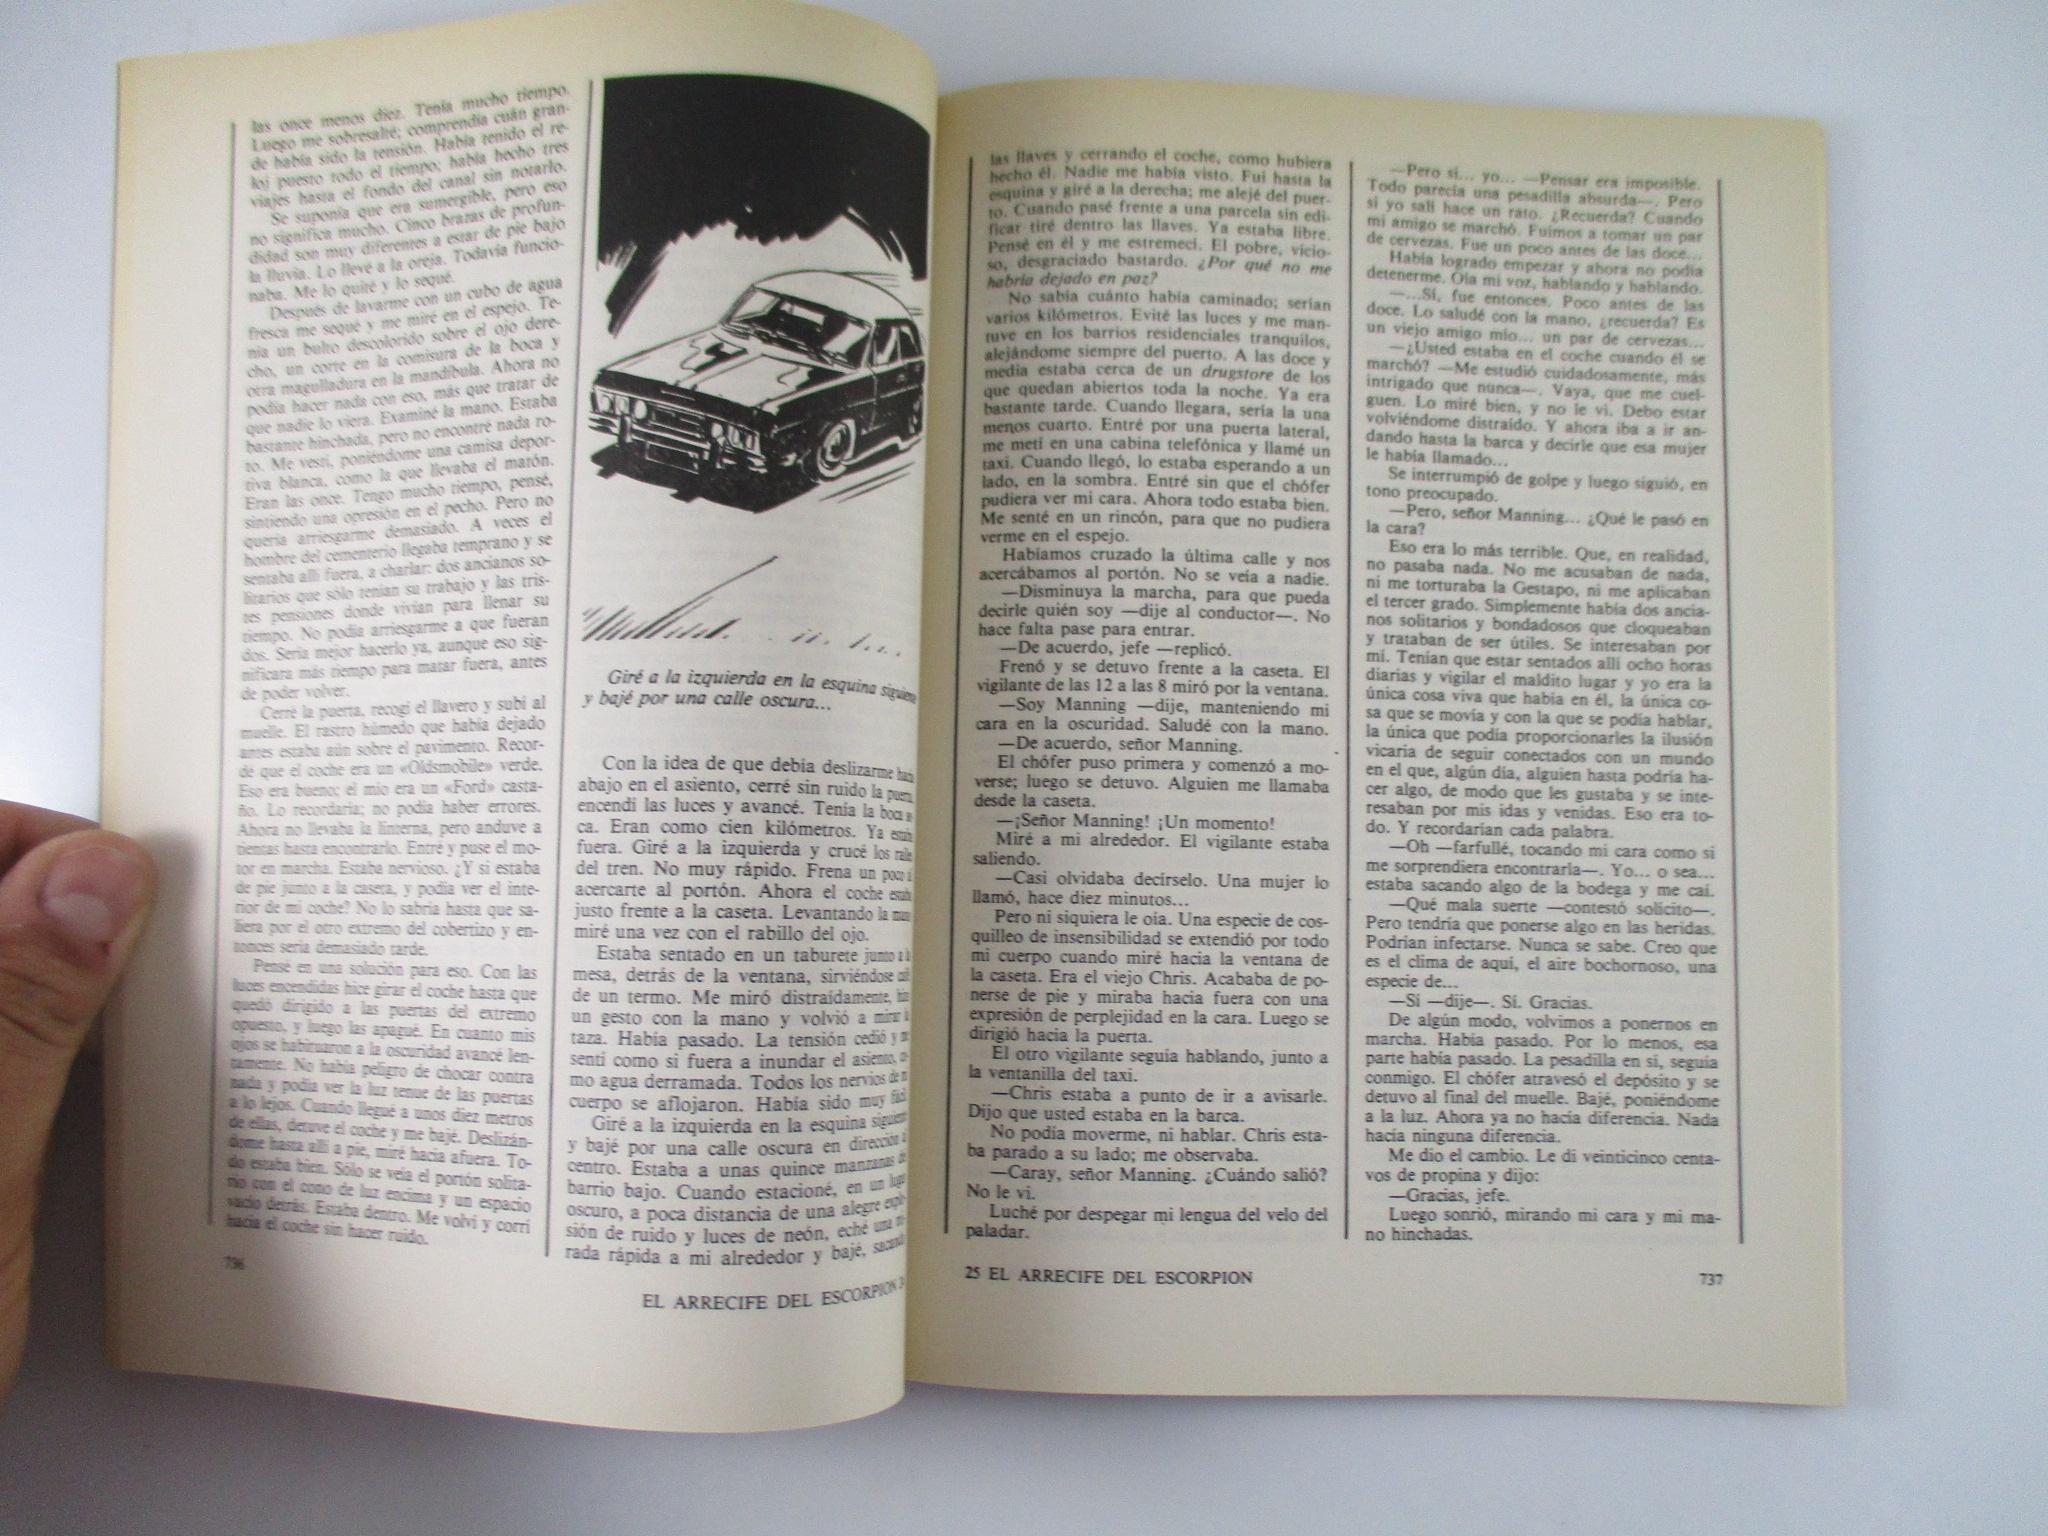 las once menos diez. Tenía mucho tiempo.
Luego me sobresalté; comprendía cuán gran-
de había sido la tensión. Había tenido el re-
loj puesto todo el tiempo; había hecho tres
viajes hasta el fondo del canal sin notarlo.
Se suponía que era sumergible, pero eso
no significa mucho. Cinco brazas de profun-
didad son muy diferentes a estar de pie bajo
la lluvia. Lo llevé a la oreja. Todavía funcio-
naba. Me lo quité y lo sequé.
Después de lavarme con un cubo de agua
fresca me sequé y me miré en el espejo. Te-
nía un bulto descolorido sobre el ojo dere-
cho, un corte en la comisura de la boca y
otra magulladura en la mandíbula. Ahora no
podía hacer nada con eso, más que tratar de
que nadie lo viera. Examiné la mano. Estaba
bastante hinchada, pero no encontré nada ro-
to. Me vestí, poniéndome una camisa depor-
tiva blanca, como la que llevaba el matón.
Eran las once. Tengo mucho tiempo, pensé,
sintiendo una opresión en el pecho. Pero no
quería arriesgarme demasiado. A veces el
hombre del cementerio llegaba temprano y se
sentaba allí fuera, a charlar: dos ancianos so-
litarios que sólo tenían su trabajo y las tris-
tes pensiones donde vivían para llenar su
tiempo. No podía arriesgarme a que fueran
dos. Sería mejor hacerlo ya, aunque eso sig-
nificara más tiempo para matar fuera, antes
de poder volver.
Cerré la puerta, recogí el llavero y subí al
muelle. El rastro húmedo que había dejado
antes estaba aún sobre el pavimento. Recor-
dé que el coche era un «Oldsmobile» verde.
Eso era bueno; el mío era un «Ford» casta-
ño. Lo recordaría; no podía haber errores.
Ahora no llevaba la linterna, pero anduve a
tientas hasta encontrarlo. Entré y puse el mo-
tor en marcha. Estaba nervioso. ¿Y si estaba
de pie junto a la caseta, y podía ver el inte-
rior de mi coche? No lo sabría hasta que sa-
liera por el otro extremo del cobertizo y en-
tonces sería demasiado tarde.
Pensé en una solución para eso. Con las
luces encendidas hice girar el coche hasta que
quedó dirigido a las puertas del extremo
opuesto, y luego las apagué. En cuanto mis
ojos se habituaron a la oscuridad avancé len-
tamente. No había peligro de chocar contra
nada y podía ver la luz tenue de las puertas
a lo lejos. Cuando llegué a unos diez metros
de ellas, detuve el coche y me bajé. Deslizán-
dome hasta allí a pie, miré hacia afuera. To-
do estaba bien. Sólo se veía el portón solita-
rio con el cono de luz encima y un espacio
vacío detrás. Estaba dentro. Me volví y corrí
hacia el coche sin hacer ruido.
736
Giré a la izquierda en la esquina siguiente
y bajé por una calle oscura...
Con la idea de que debía deslizarme hacia
abajo en el asiento, cerré sin ruido la puerta,
encendí las luces y avancé. Tenía la boca se-
ca. Eran como cien kilómetros. Ya estaba
fuera. Giré a la izquierda y crucé los raíles
del tren. No muy rápido. Frena un poco al
acercarte al portón. Ahora el coche estaba
justo frente a la caseta. Levantando la mano
miré una vez con el rabillo del ojo.
Estaba sentado en un taburete junto a la
mesa, detrás de la ventana, sirviéndose café
de un termo. Me miró distraídamente, hizo
un gesto con la mano y volvió a mirar la
taza. Había pasado. La tensión cedió y me
sentí como si fuera a inundar el asiento, co-
mo agua derramada. Todos los nervios de mi
cuerpo se aflojaron. Había sido muy fácil.
Giré a la izquierda en la esquina siguiente
y bajé por una calle oscura en dirección al
centro. Estaba a unas quince manzanas del
barrio bajo. Cuando estacioné, en un lugar
oscuro, a poca distancia de una alegre explo-
sión de ruido y luces de neón, eché una mi-
rada rápida a mi alrededor y bajé, sacando
EL ARRECIFE DEL ESCORPION
las llaves y cerrando el coche, como hubiera
hecho él. Nadie me había visto. Fui hasta la
esquina y giré a la derecha; me alejé del puer-
to. Cuando pasé frente a una parcela sin edi-
ficar tiré dentro las llaves. Ya estaba libre.
Pensé en él y me estremecí. El pobre, vicio-
so, desgraciado bastardo. ¿Por qué no me
habría dejado en paz?
No sabía cuánto había caminado; serían
varios kilómetros. Evité las luces y me man-
tuve en los barrios residenciales tranquilos,
alejándome siempre del puerto. A las doce y
media estaba cerca de un drugstore de los
que quedan abiertos toda la noche. Ya era
bastante tarde. Cuando llegara, sería la una
menos cuarto. Entré por una puerta lateral,
me metí en una cabina telefónica y llamé un
taxi. Cuando llegó, lo estaba esperando a un
lado, en la sombra. Entré sin que el chófer
pudiera ver mi cara. Ahora todo estaba bien.
Me senté en un rincón, para que no pudiera
verme en el espejo.
Habíamos cruzado la última calle y nos
acercábamos al portón. No se veía a nadie.
—Disminuya la marcha, para que pueda
decirle quién soy —dije al conductor—. No
hace falta pase para entrar.
—De acuerdo, jefe —replicó.
Frenó y se detuvo frente a la caseta. El
vigilante de las 12 a las 8 miró por la ventana.
—Soy Manning —dije, manteniendo mi
cara en la oscuridad. Saludé con la mano.
—De acuerdo, señor Manning.
El chófer puso primera y comenzó a mo-
verse; luego se detuvo. Alguien me llamaba
desde la caseta.
—¡Señor Manning! ¡Un momento!
Miré a mi alrededor. El vigilante estaba
saliendo.
—Casi olvidaba decírselo. Una mujer lo
llamó, hace diez minutos...
Pero ni siquiera le oía. Una especie de cos-
quilleo de insensibilidad se extendió por todo
mi cuerpo cuando miré hacia la ventana de
la caseta. Era el viejo Chris. Acababa de po-
nerse de pie y miraba hacia fuera con una
expresión de perplejidad en la cara. Luego se
dirigió hacia la puerta.
El otro vigilante seguía hablando, junto a
la ventanilla del taxi.
—Chris estaba a punto de ir a avisarle.
Dijo que usted estaba en la barca.
No podía moverme, ni hablar. Chris esta-
ba parado a su lado; me observaba.
—Caray, señor Manning. ¿Cuándo salió?
No le vi.
Luché por despegar mi lengua del velo del
paladar.
25 EL ARRECIFE DEL ESCORPION
—Pero si... yo... —Pensar era imposible.
Todo parecía una pesadilla absurda—. Pero
si yo salí hace un rato. ¿Recuerda? Cuando
mi amigo se marchó. Fuimos a tomar un par
de cervezas. Fue un poco antes de las doce...
Había logrado empezar y ahora no podía
detenerme. Oía mi voz, hablando y hablando.
—...Sí, fue entonces. Poco antes de las
doce. Lo saludé con la mano, ¿recuerda? Es
un viejo amigo mío... un par de cervezas...
—¿Usted estaba en el coche cuando él se
marchó? —Me estudió cuidadosamente, más
intrigado que nunca—. Vaya, que me cuel-
guen. Lo miré bien, y no le vi. Debo estar
volviéndome distraído. Y ahora iba a ir an-
dando hasta la barca y decirle que esa mujer
le había llamado...
Se interrumpió de golpe y luego siguió, en
tono preocupado.
—Pero, señor Manning... ¿Qué le pasó en
la cara?
Eso era lo más terrible. Que, en realidad,
no pasaba nada. No me acusaban de nada,
ni me torturaba la Gestapo, ni me aplicaban
el tercer grado. Simplemente había dos ancia-
nos solitarios y bondadosos que cloqueaban
y trataban de ser útiles. Se interesaban por
mí. Tenían que estar sentados allí ocho horas
diarias y vigilar el maldito lugar y yo era la
única cosa viva que había en él, la única co-
sa que se movía y con la que se podía hablar,
la única que podía proporcionarles la ilusión
vicaria de seguir conectados con un mundo
en el que, algún día, alguien hasta podría ha-
cer algo, de modo que les gustaba y se inte-
resaban por mis idas y venidas. Eso era to-
do. Y recordarían cada palabra.
—Oh —farfullé, tocando mi cara como si
me sorprendiera encontrarla—. Yo... o sea...
estaba sacando algo de la bodega y me caí.
—Qué mala suerte —contestó solícito—.
Pero tendría que ponerse algo en las heridas.
Podrían infectarse. Nunca se sabe. Creo que
es el clima de aquí, el aire bochornoso, una
especie de...
—Sí —dije—. Sí. Gracias.
De algún modo, volvimos a ponernos en
marcha. Había pasado. Por lo menos, esa
parte había pasado. La pesadilla en sí, seguía
conmigo. El chófer atravesó el depósito y se
detuvo al final del muelle. Bajé, poniéndome
a la luz. Ahora ya no hacía diferencia. Nada
hacía ninguna diferencia.
Me dio el cambio. Le di veinticinco centa-
vos de propina y dijo:
—Gracias, jefe.
Luego sonrió, mirando mi cara y mi ma-
no hinchadas.
737